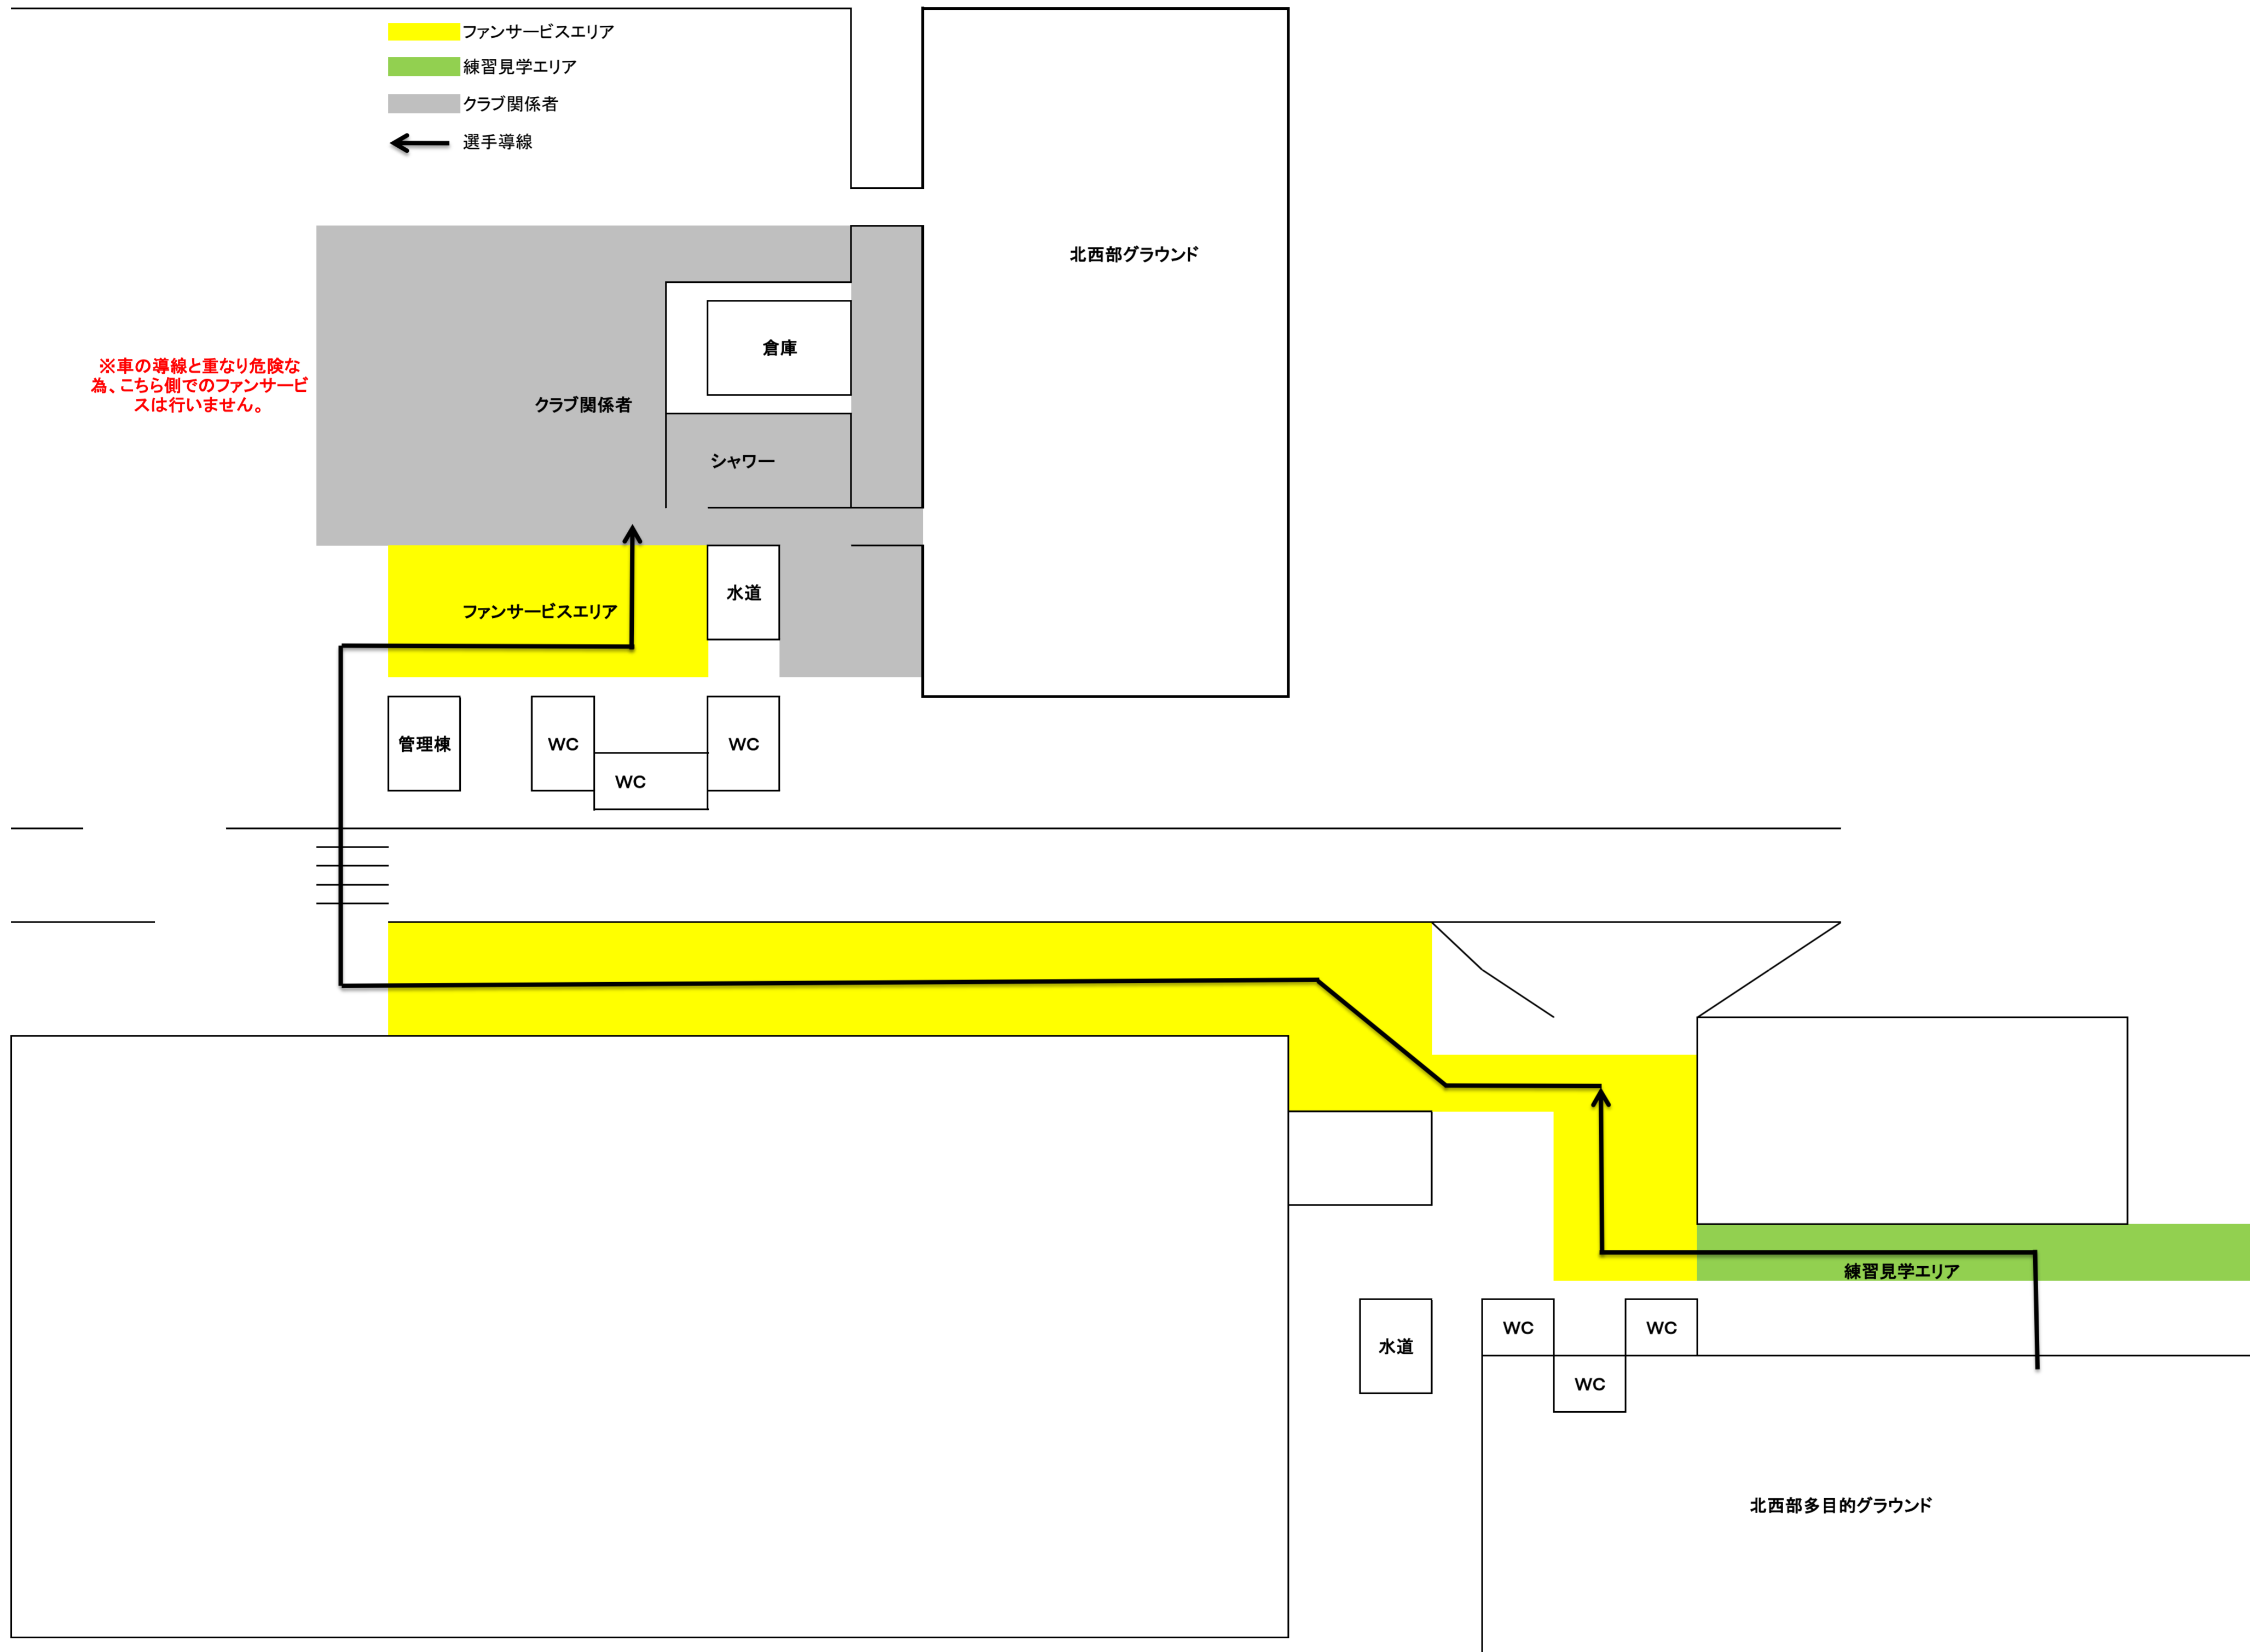 ファンサービスエリア
練習見学エリア
クラブ関係者
選手導線
北西部グラウンド
倉庫
※車の導線と重なり危険な
為、こちら側でのファンサービ
スは行いません。
クラブ関係者
シャワー
水道
ファンサービスエリア
管理棟
WC
WC
WC
練習見学エリア
水道
WC
WC
WC
北西部多目的グラウンド